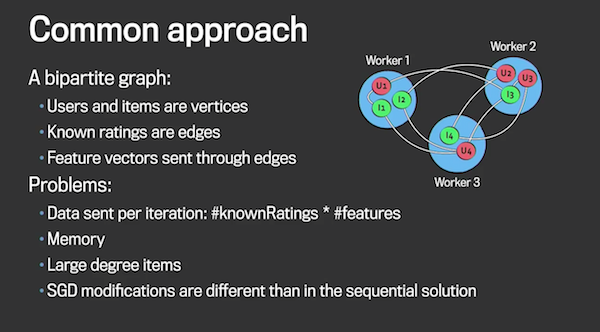 Common approach
A bipartite graph:
• Users and items are vertices
• Known ratings are edges
• Feature vectors sent through edges
Problems:
• Data sent per iteration: #knownRatings * #features
• Memory
• Large degree items
• SGD modifications are different than in the sequential solution
Worker 1
U1
I1
I2
Worker 2
U2
U3
I3
I4
U4
Worker 3